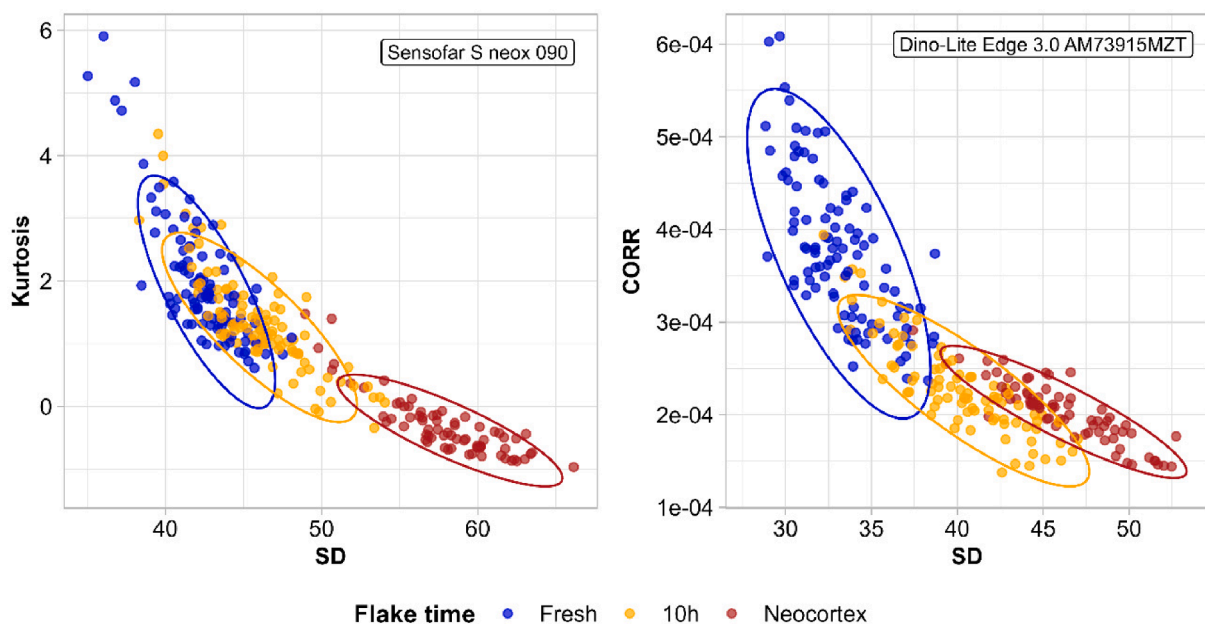 Sensofar S neox 090
Kurtosis
6
4
2
0
40 50 60
SD
Dino-Lite Edge 3.0 AM73915MZT
CORR
6e-04
5e-04
4e-04
3e-04
2e-04
1e-04
30 35 40 45 50
SD
Flake time Fresh 10h Neocortex